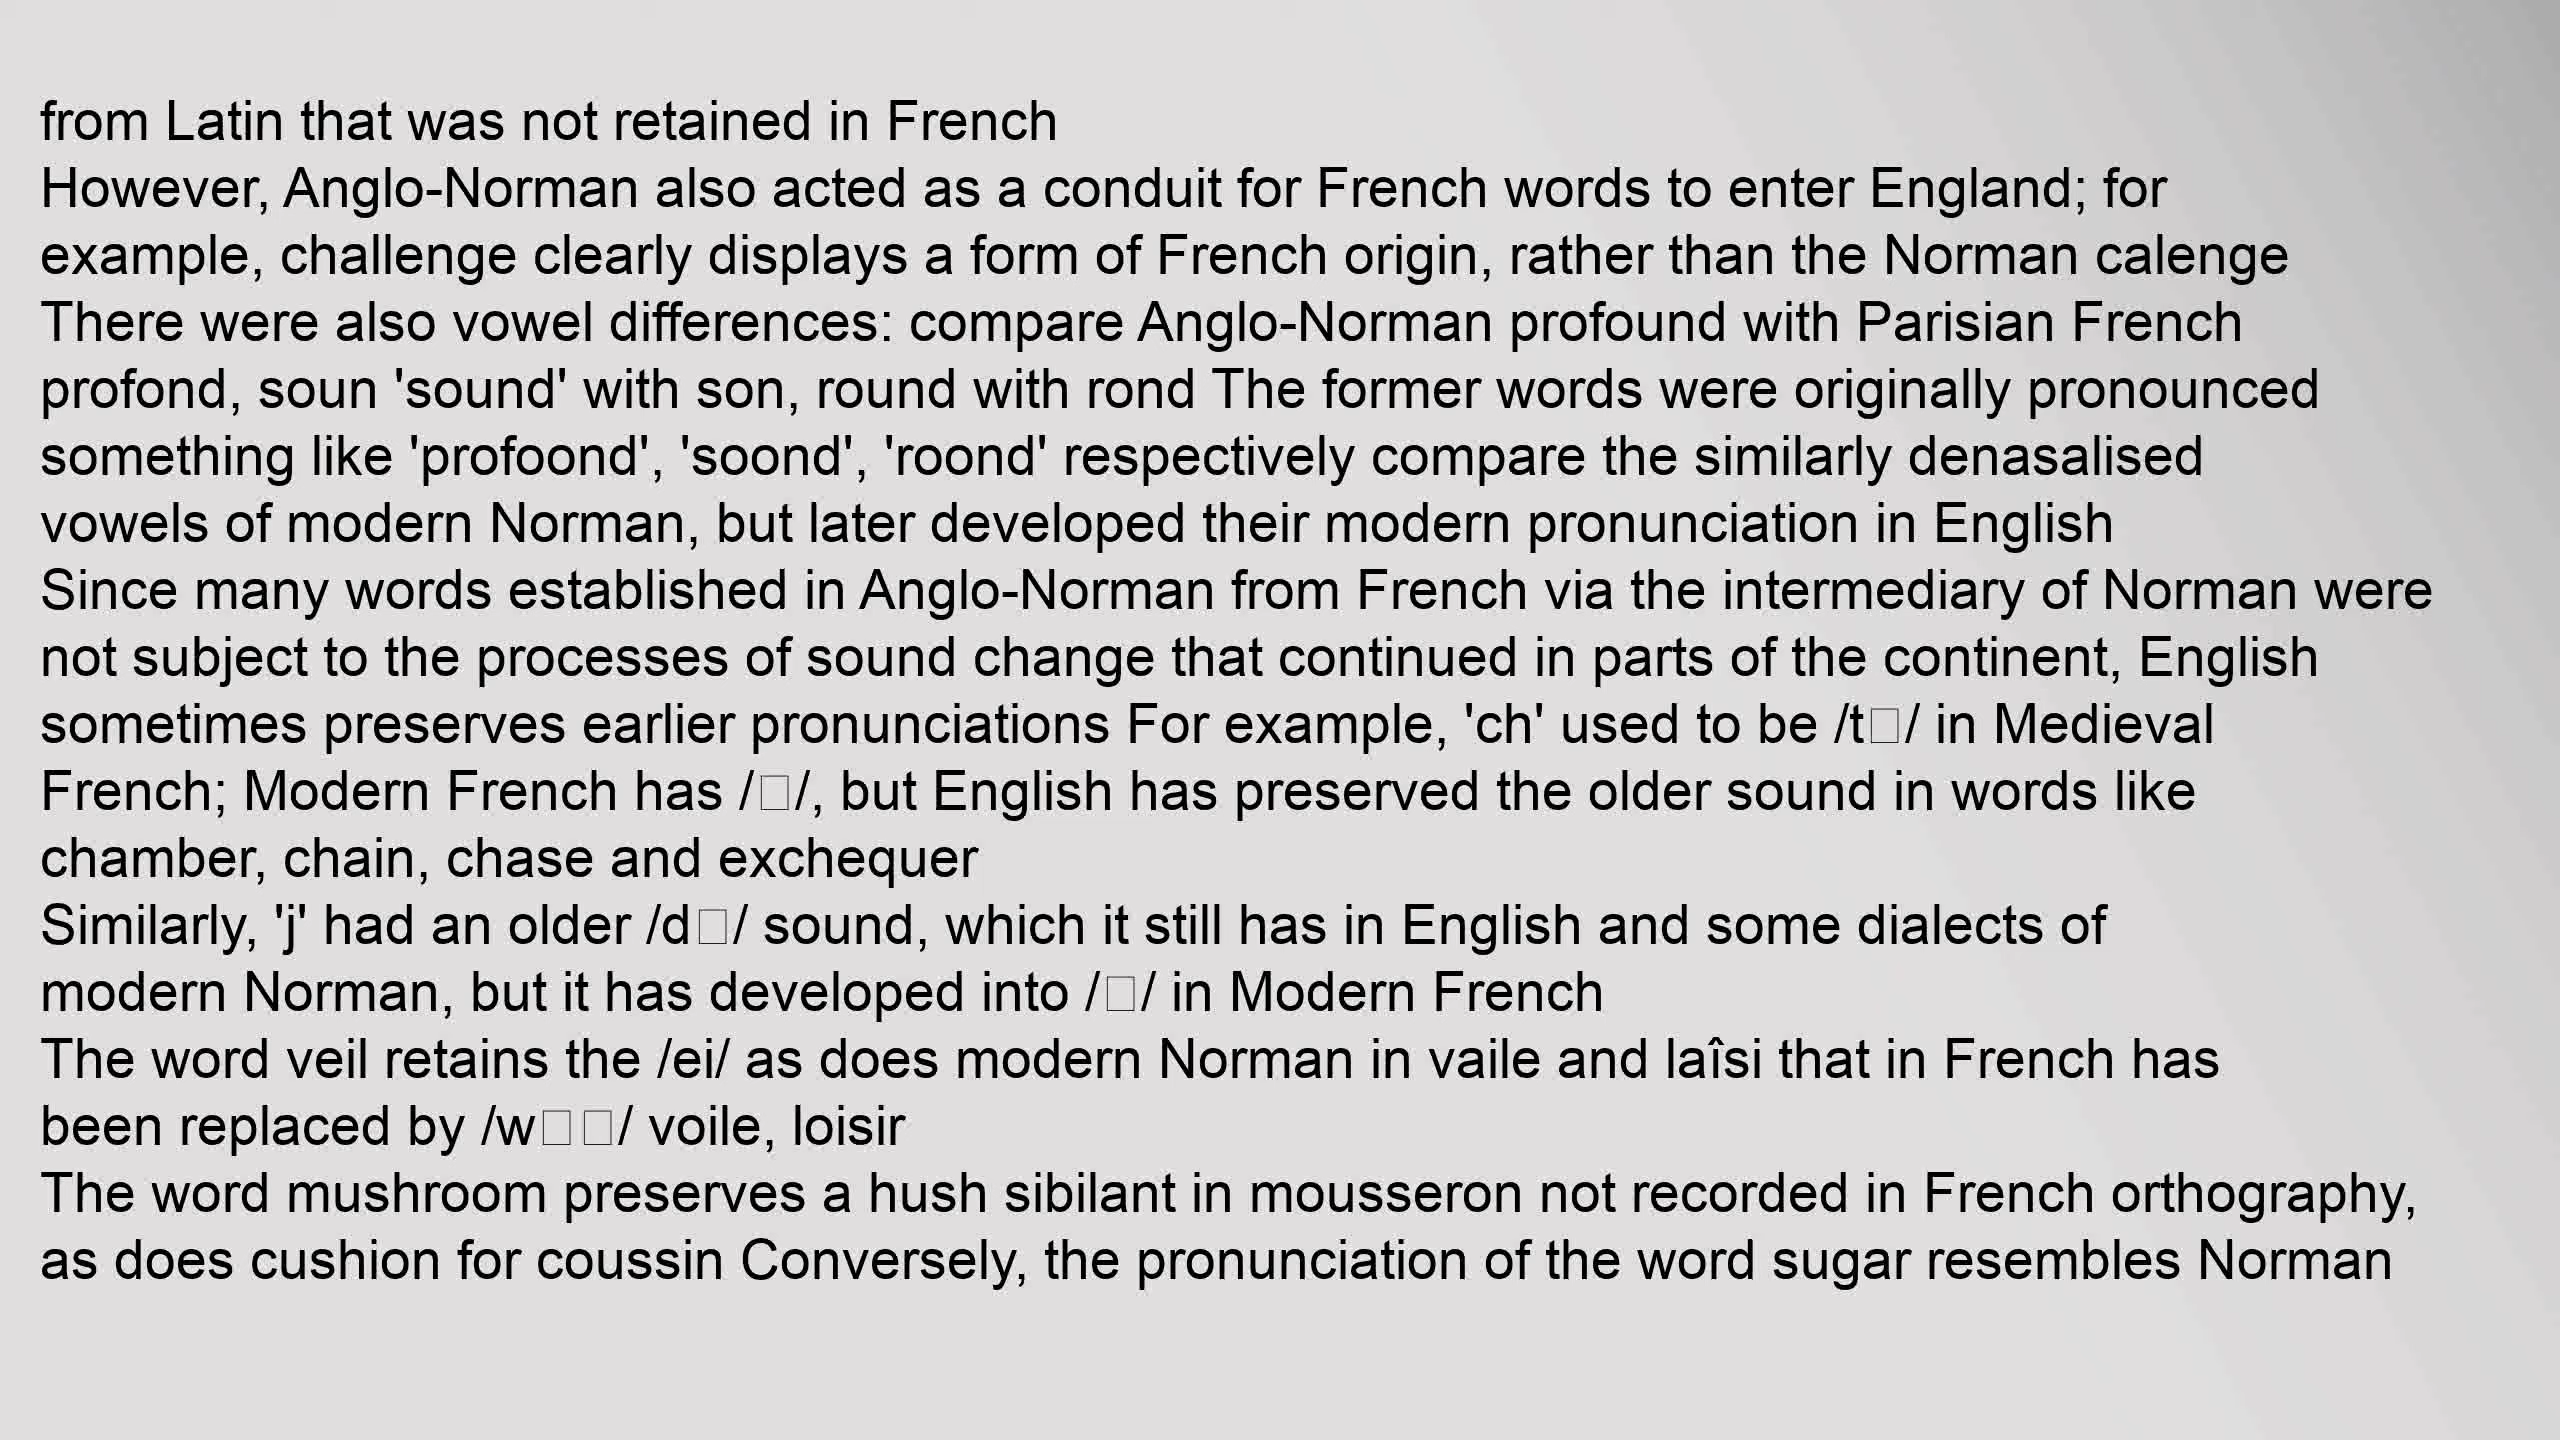 from Latin that was not retained in French
However, Anglo-Norman also acted as a conduit for French words to enter England; for
example, challenge clearly displays a form of French origin, rather than the Norman calenge
There were also vowel differences: compare Anglo-Norman profound with Parisian French
profond, soun 'sound' with son, round with rond The former words were originally pronounced
something like 'profoond', 'soond', 'roond' respectively compare the similarly denasalised
vowels of modern Norman, but later developed their modern pronunciation in English
Since many words established in Anglo-Norman from French via the intermediary of Norman were
not subject to the processes of sound change that continued in parts of the continent, English
sometimes preserves earlier pronunciations For example, 'ch' used to be /t□/ in Medieval
French; Modern French has /□/, but English has preserved the older sound in words like
chamber, chain, chase and exchequer
Similarly, 'j' had an older /d□/ sound, which it still has in English and some dialects of
modern Norman, but it has developed into /□/ in Modern French
The word veil retains the /ei/ as does modern Norman in vaile and laîsi that in French has
been replaced by /w□□/ voile, loisir
The word mushroom preserves a hush sibilant in mousseron not recorded in French orthography,
as does cushion for coussin Conversely, the pronunciation of the word sugar resembles Norman